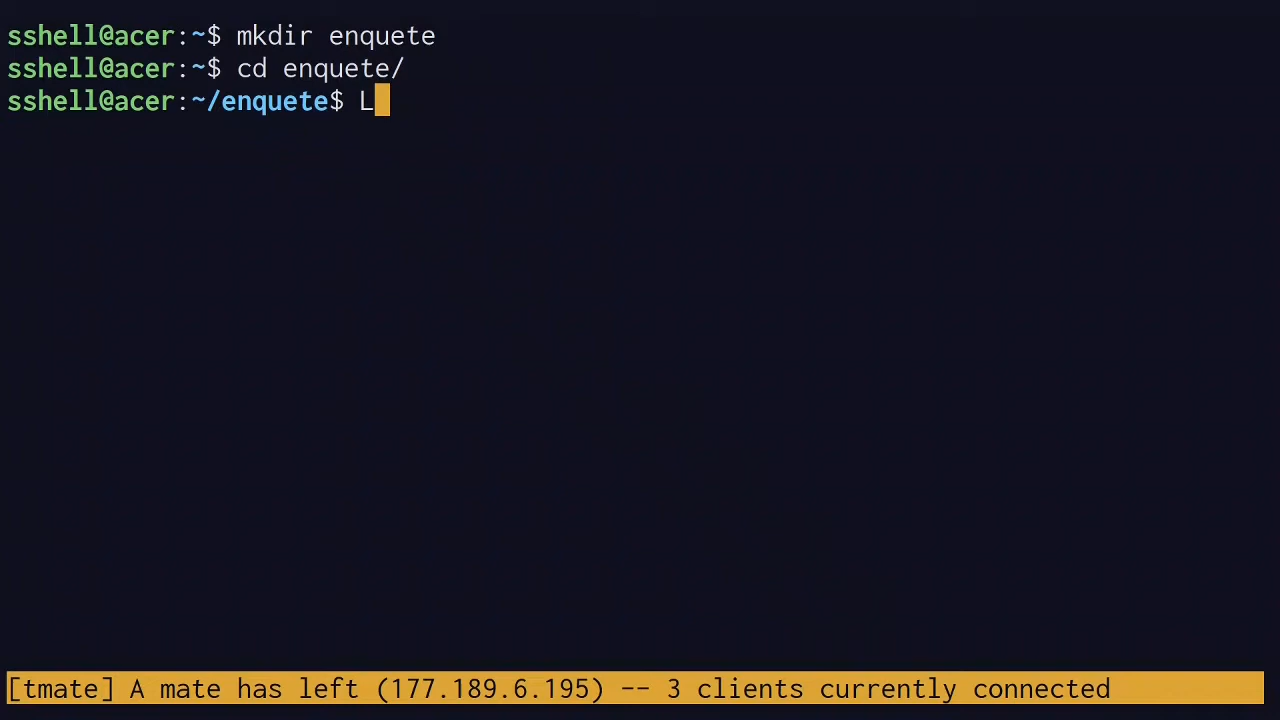 sshell@acer:~$ mkdir enquete
sshell@acer:~$ cd enquete/
sshell@acer:~/enquete$ L
[tmate] A mate has left (177.189.6.195) -- 3 clients currently connected